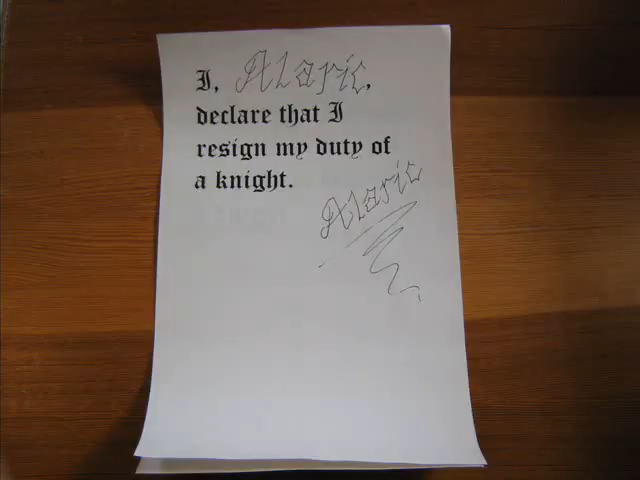 I, Alaric,
declare that I
resign my duty of
a knight.
Alaric